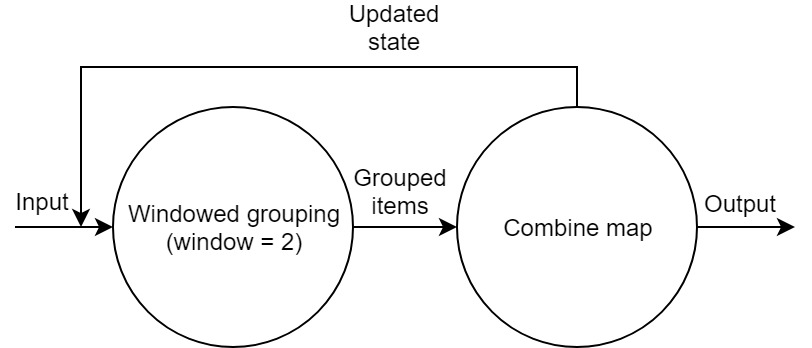 Updated
state
Input
Windowed grouping
(window = 2)
Grouped
items
Combine map
Output